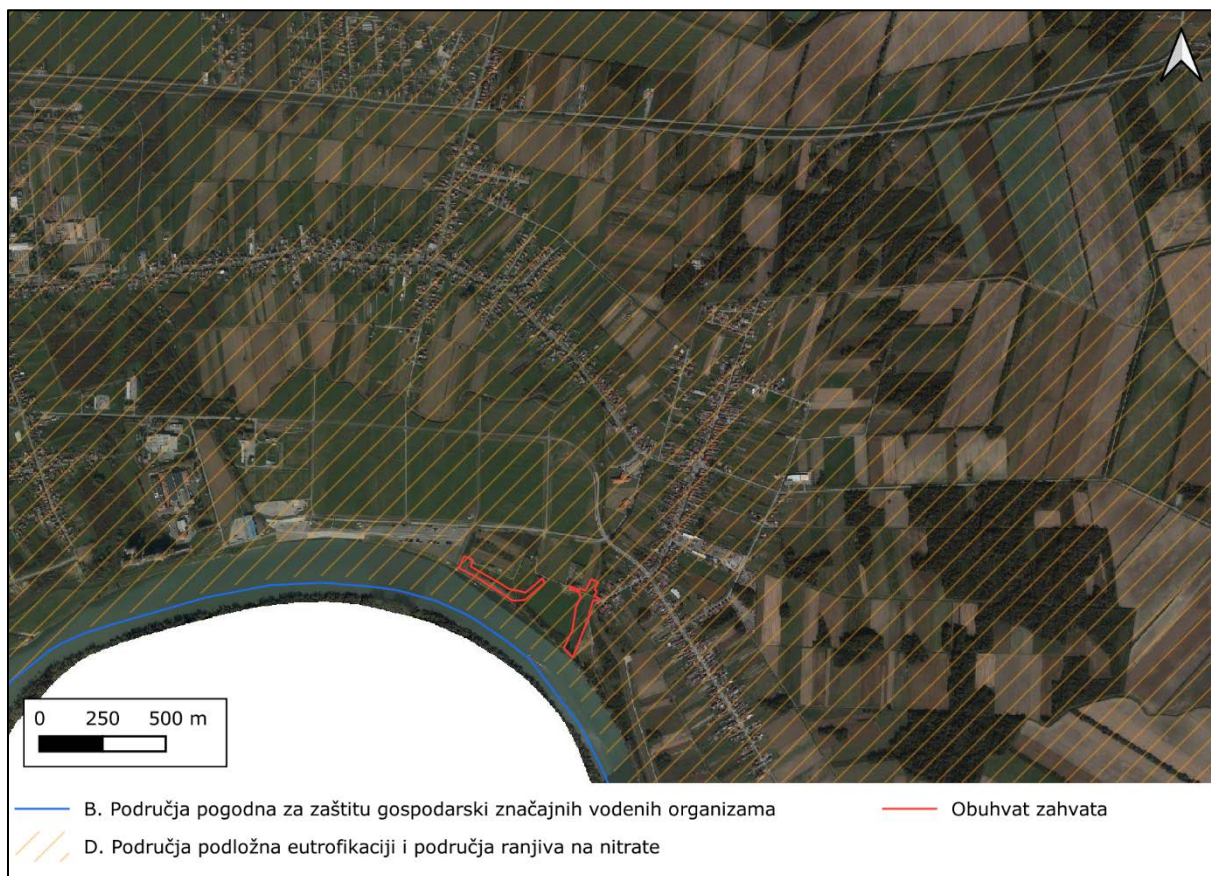 0 250 500 m
B. Područja pogodna za zaštitu gospodarski značajnih vodenih organizama
Obuhvat zahvata
D. Područja podložna eutrofikaciji i područja ranjiva na nitrate